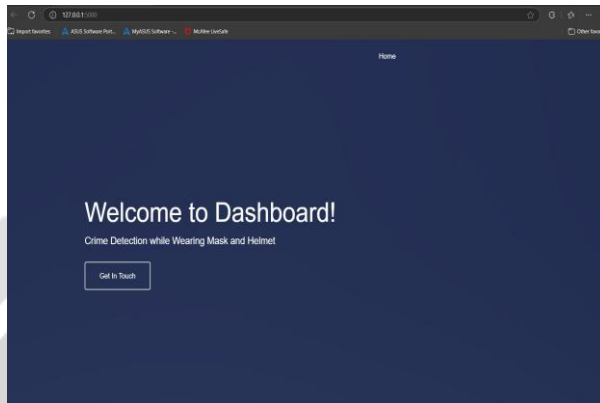 127.0.0.1:5000
Import favorites ASUS Software Port... MyASUS Software -... McAfee LiveSafe Other favo
Home
Welcome to Dashboard!
Crime Detection while Wearing Mask and Helmet
Get In Touch